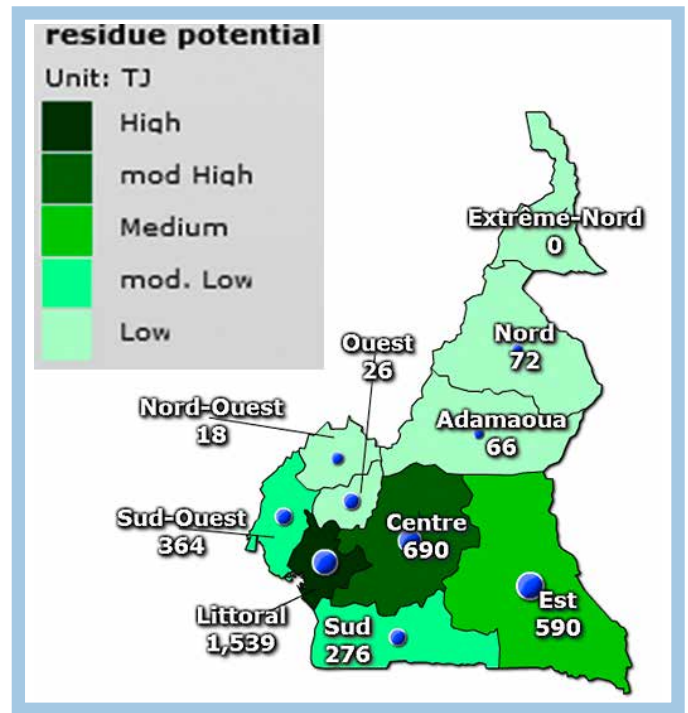 residue potential
Unit: TJ
High
mod High
Medium
mod. Low
Low
Extrême-Nord
0
Nord
72
Ouest
26
Adamaoua
66
Nord-Ouest
18
Sud-Ouest
364
Centre
690
Est
590
Littoral
1,539
Sud
276